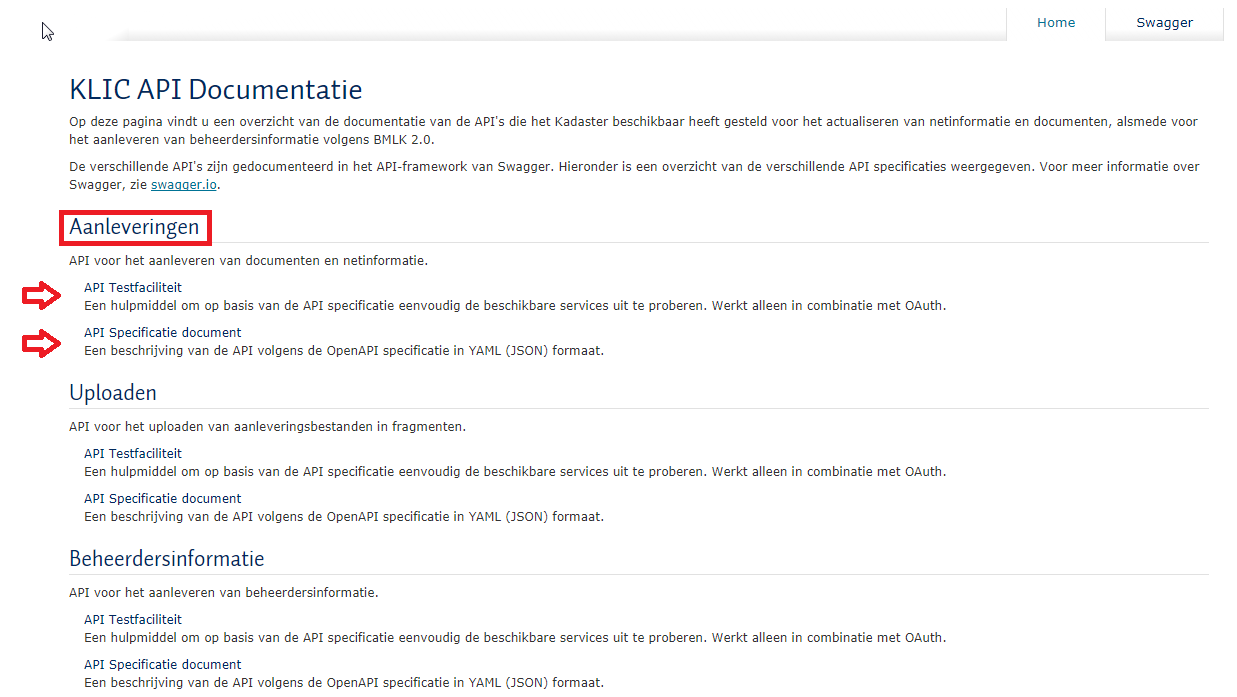 Home
Swagger
KLIC API Documentatie
Op deze pagina vindt u een overzicht van de documentatie van de API's die het Kadaster beschikbaar heeft gesteld voor het actualiseren van netinformatie en documenten, alsmede voor
het aanleveren van beheerdersinformatie volgens BMLK 2.0.
De verschillende API's zijn gedocumenteerd in het API-framework van Swagger. Hieronder is een overzicht van de verschillende API specificaties weergegeven. Voor meer informatie over
Swagger, zie swagger.io.
Aanleveringen
API voor het aanleveren van documenten en netinformatie.
API Testfaciliteit
Een hulpmiddel om op basis van de API specificatie eenvoudig de beschikbare services uit te proberen. Werkt alleen in combinatie met OAuth.
API Specificatie document
Een beschrijving van de API volgens de OpenAPI specificatie in YAML (JSON) formaat.
Uploaden
API voor het uploaden van aanleveringsbestanden in fragmenten.
API Testfaciliteit
Een hulpmiddel om op basis van de API specificatie eenvoudig de beschikbare services uit te proberen. Werkt alleen in combinatie met OAuth.
API Specificatie document
Een beschrijving van de API volgens de OpenAPI specificatie in YAML (JSON) formaat.
Beheerdersinformatie
API voor het aanleveren van beheerdersinformatie.
API Testfaciliteit
Een hulpmiddel om op basis van de API specificatie eenvoudig de beschikbare services uit te proberen. Werkt alleen in combinatie met OAuth.
API Specificatie document
Een beschrijving van de API volgens de OpenAPI specificatie in YAML (JSON) formaat.